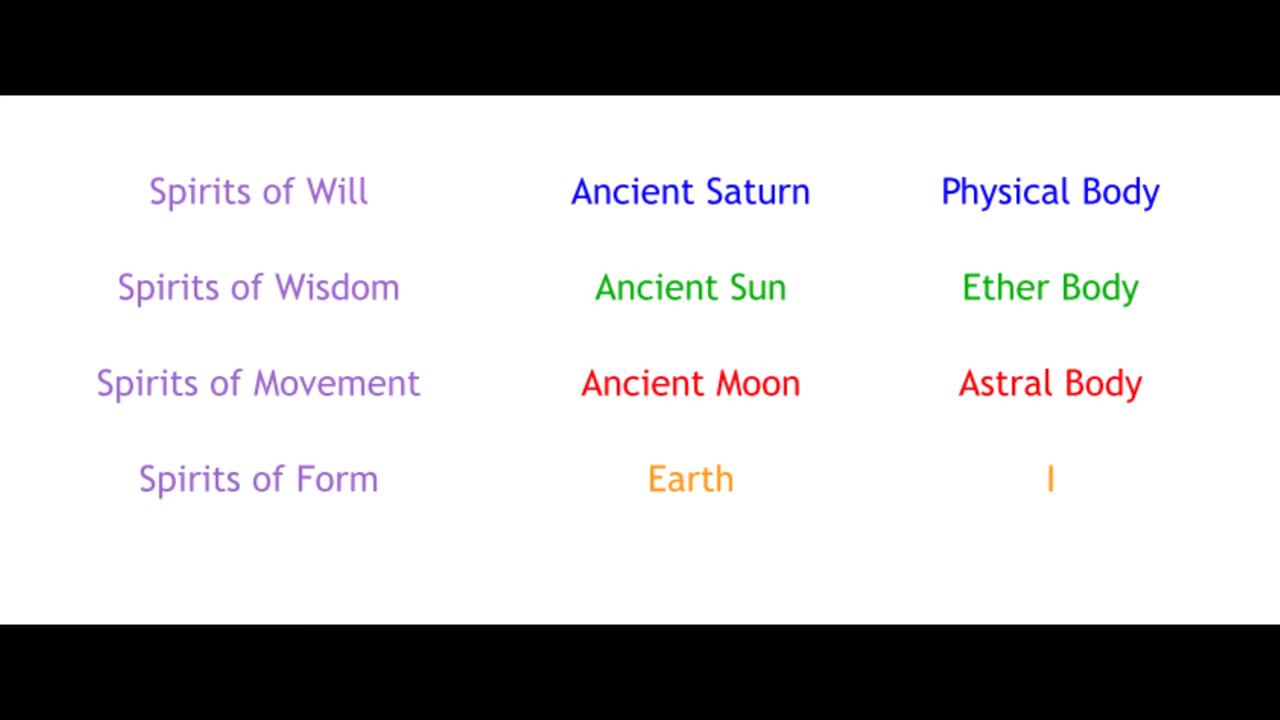 Spirits of Will Ancient Saturn Physical Body
Spirits of Wisdom Ancient Sun Ether Body
Spirits of Movement Ancient Moon Astral Body
Spirits of Form Earth I